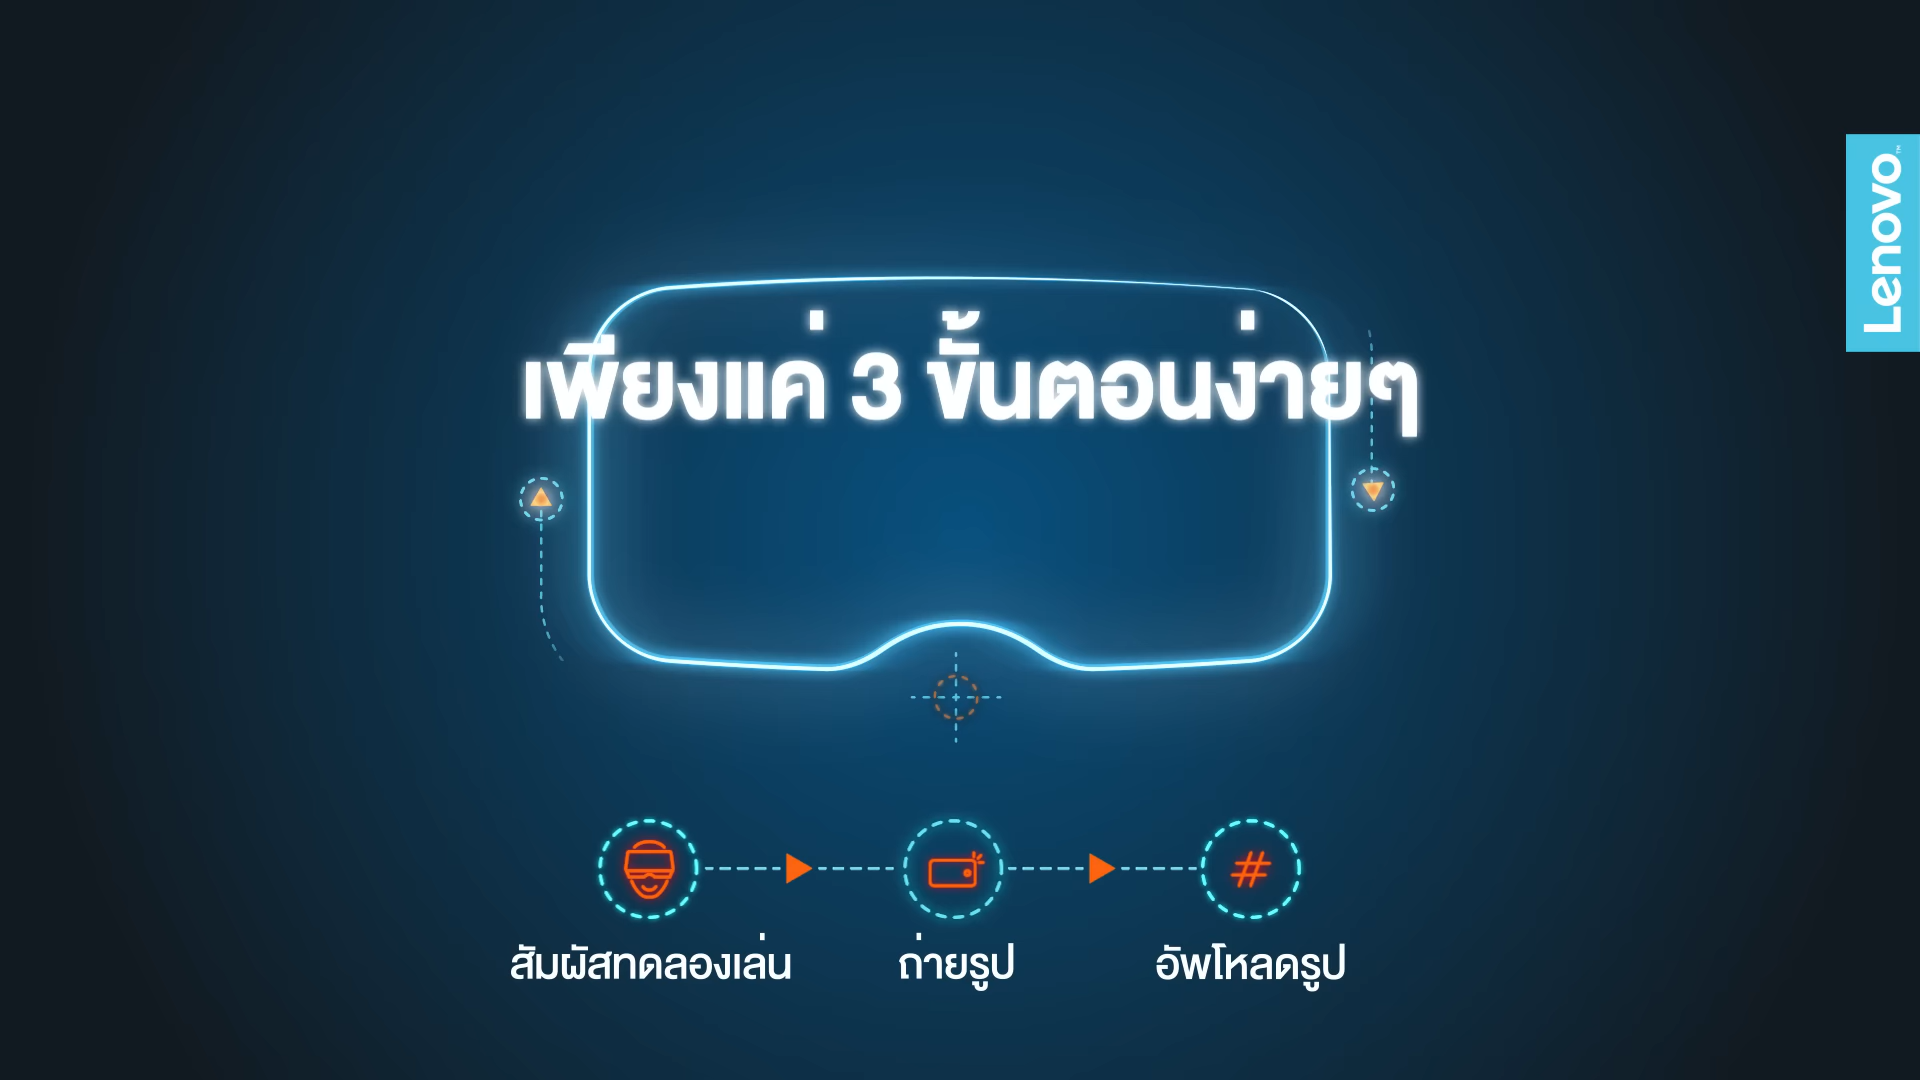 เพียงแค่ 3 ขั้นตอนง่ายๆ
Lenovo™
#
สัมผัสทดลองเล่น
ถ่ายรูป
อัพโหลดรูป